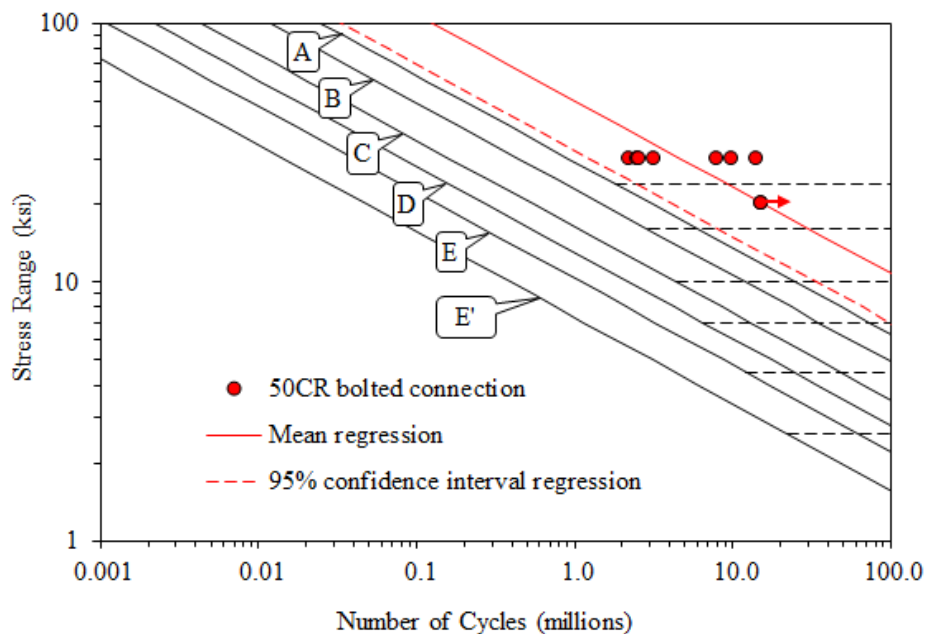 100
10
1
Stress Range (ksi)
A
B
C
D
E
E'
50CR bolted connection
Mean regression
95% confidence interval regression
0.001 0.01 0.1 1.0 10.0 100.0
Number of Cycles (millions)